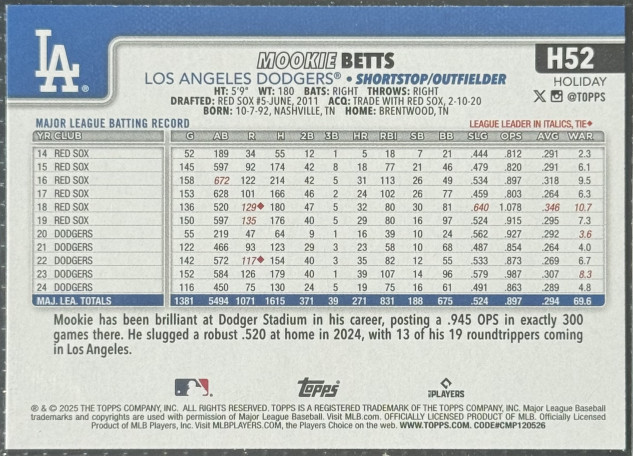 LA
MOOKIE BETTS
H52
LOS ANGELES DODGERS® • SHORTSTOP/OUTFIELDER
HOLIDAY
HT: 5'9" WT: 180 BATS: RIGHT THROWS: RIGHT
X @TOPPS
DRAFTED: RED SOX #5-JUNE, 2011 ACQ: TRADE WITH RED SOX, 2-10-20
BORN: 10-7-92, NASHVILLE, TN HOME: BRENTWOOD, TN
MAJOR LEAGUE BATTING RECORD LEAGUE LEADER IN ITALICS, TIE♦
YR CLUB G AB R H 2B 3B HR RBI SB BB SLG OPS AVG WAR
14 RED SOX 52 189 34 55 12 1 5 18 7 21 .444 .812 .291 2.3
15 RED SOX 145 597 92 174 42 8 18 77 21 46 .479 .820 .291 6.1
16 RED SOX 158 672 122 214 42 5 31 113 26 49 .534 .897 .318 9.5
17 RED SOX 153 628 101 166 46 2 24 102 26 77 .459 .803 .264 6.3
18 RED SOX 136 520 129♦ 180 47 5 32 80 30 81 .640 1.078 .346 10.7
19 RED SOX 150 597 135 176 40 5 29 80 16 97 .524 .915 .295 7.3
20 DODGERS 55 219 47 64 9 1 16 39 10 24 .562 .927 .292 3.6
21 DODGERS 122 466 93 123 29 3 23 58 10 68 .487 .854 .264 4.0
22 DODGERS 142 572 117♦ 154 40 3 35 82 12 55 .533 .873 .269 6.7
23 DODGERS 152 584 126 179 40 1 39 107 14 96 .579 .987 .307 8.3
24 DODGERS 116 450 75 130 24 5 19 75 16 61 .491 .863 .289 4.8
MAJ. LEA. TOTALS 1381 5494 1071 1615 371 39 271 831 188 675 .524 .897 .294 69.6
Mookie has been brilliant at Dodger Stadium in his career, posting a .945 OPS in exactly 300
games there. He slugged a robust .520 at home in 2024, with 13 of his 19 roundtrippers coming
in Los Angeles.
topps
PLAYERS
® & © 2025 THE TOPPS COMPANY, INC. ALL RIGHTS RESERVED. TOPPS IS A REGISTERED TRADEMARK OF THE TOPPS COMPANY, INC. Major League Baseball
trademarks and copyrights are used with permission of Major League Baseball. Visit MLB.com. OFFICIALLY LICENSED PRODUCT OF MLB. Officially Licensed
Product of MLB Players, Inc. Visit MLBPLAYERS.com, the Players Choice on the web. WWW.TOPPS.COM. CODE#CMP120526